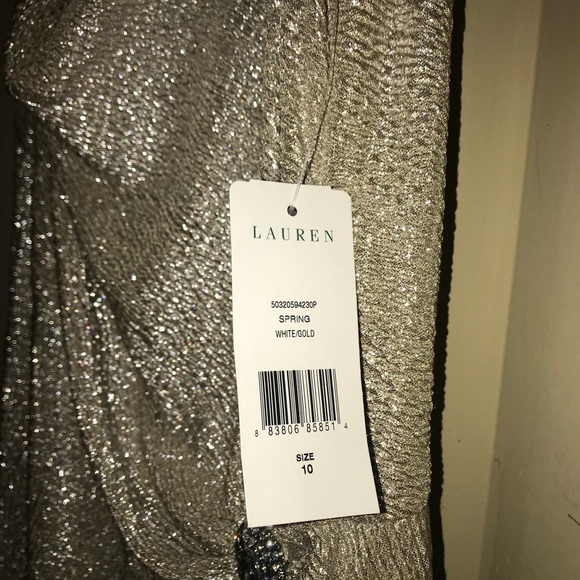 LAUREN
50320594230P
SPRING
WHITE/GOLD
8 83806 85851 4
SIZE
10